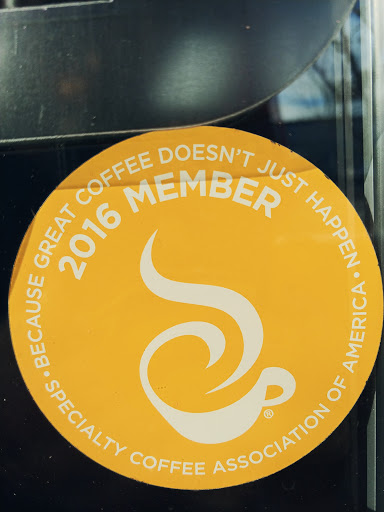 • BECAUSE GREAT COFFEE DOESN'T JUST HAPPEN •
2016 MEMBER
®
SPECIALTY COFFEE ASSOCIATION OF AMERICA